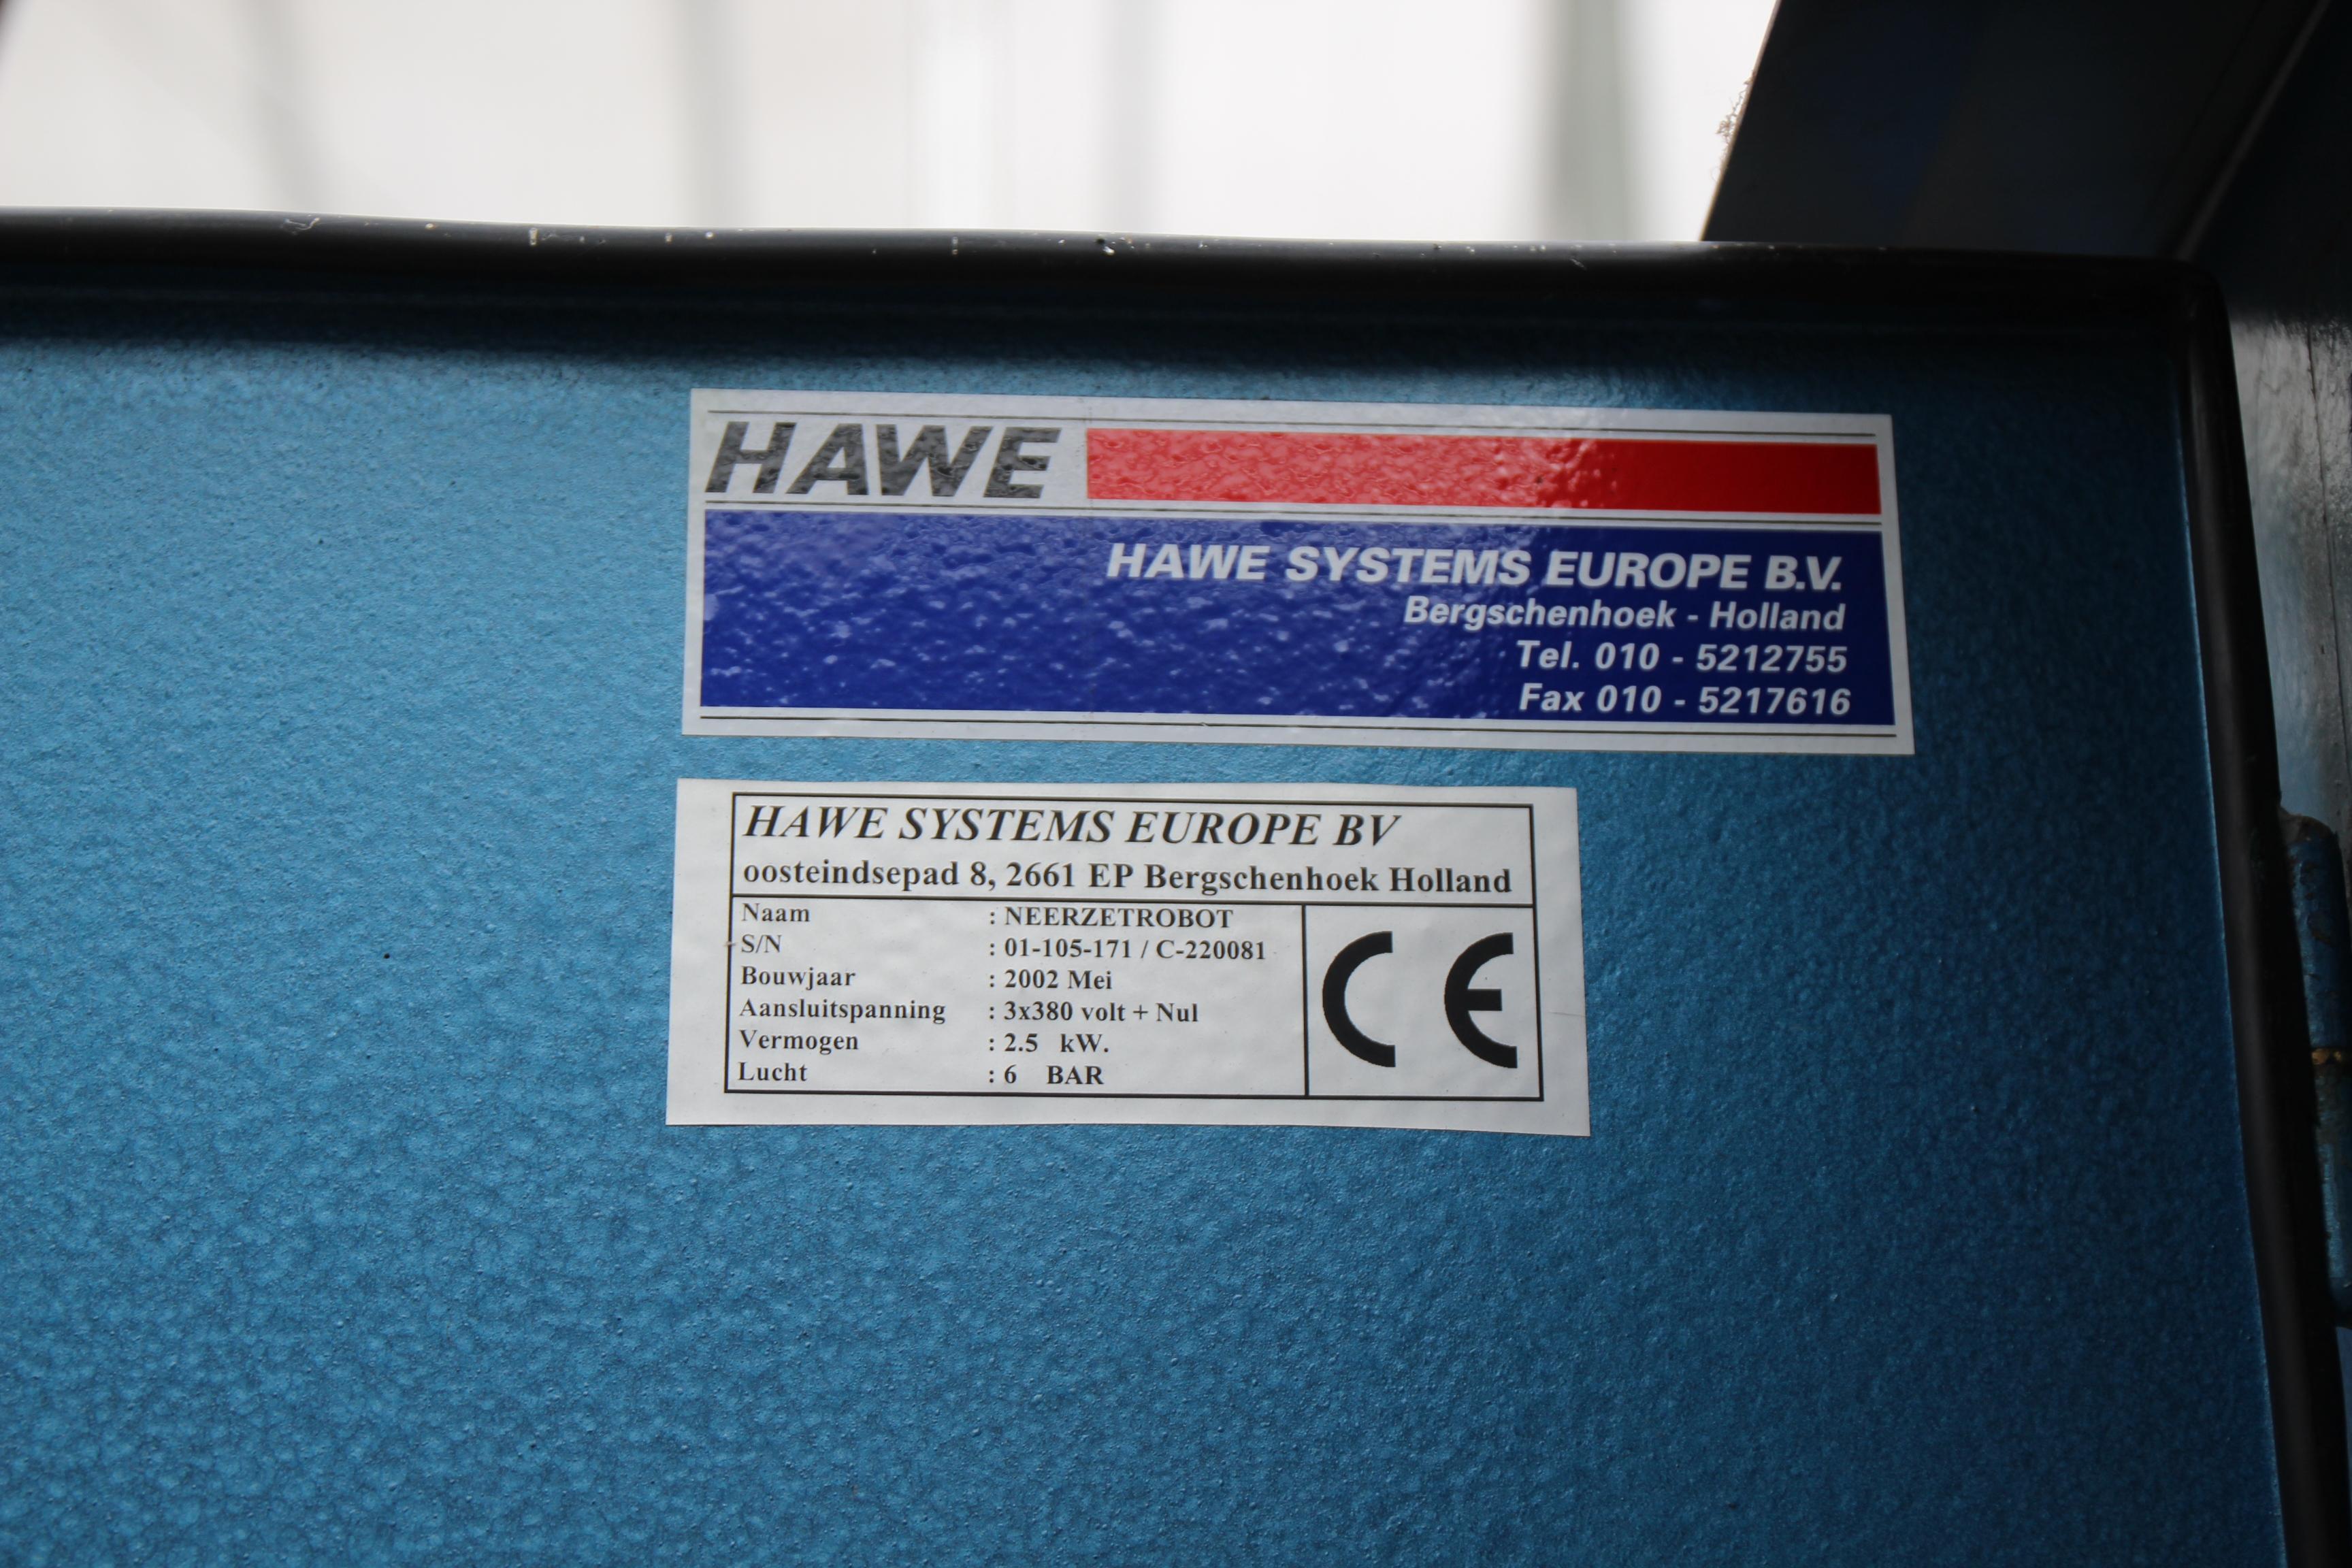 HAWE
HAWE SYSTEMS EUROPE B.V.
Bergschenhoek - Holland
Tel. 010 - 5212755
Fax 010 - 5217616
HAWE SYSTEMS EUROPE BV
oosteindsepad 8, 2661 EP Bergschenhoek Holland
Naam : NEERZETROBOT
S/N : 01-105-171 / C-220081
Bouwjaar : 2002 Mei
Aansluitspanning : 3x380 volt + Nul
Vermogen : 2.5 kW.
Lucht : 6 BAR
CE